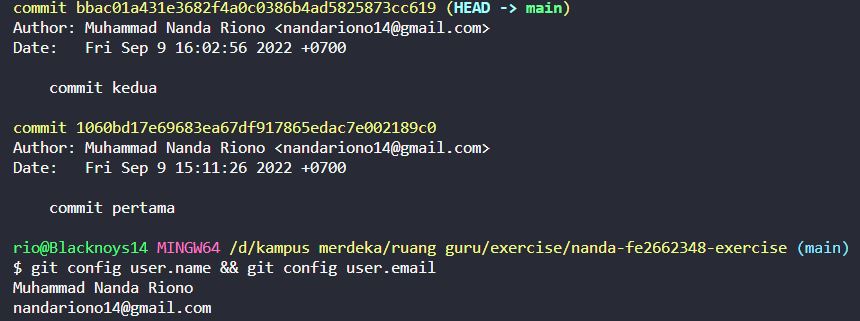 commit bbac01a431e3682f4a0c0386b4ad5825873cc619 (HEAD -> main)
Author: Muhammad Nanda Riono <nandariono14@gmail.com>
Date:   Fri Sep 9 16:02:56 2022 +0700
    commit kedua
commit 1060bd17e69683ea67df917865edac7e002189c0
Author: Muhammad Nanda Riono <nandariono14@gmail.com>
Date:   Fri Sep 9 15:11:26 2022 +0700
    commit pertama
rio@Blacknoys14 MINGW64 /d/kampus merdeka/ruang guru/exercise/nanda-fe2662348-exercise (main)
$ git config user.name && git config user.email
Muhammad Nanda Riono
nandariono14@gmail.com